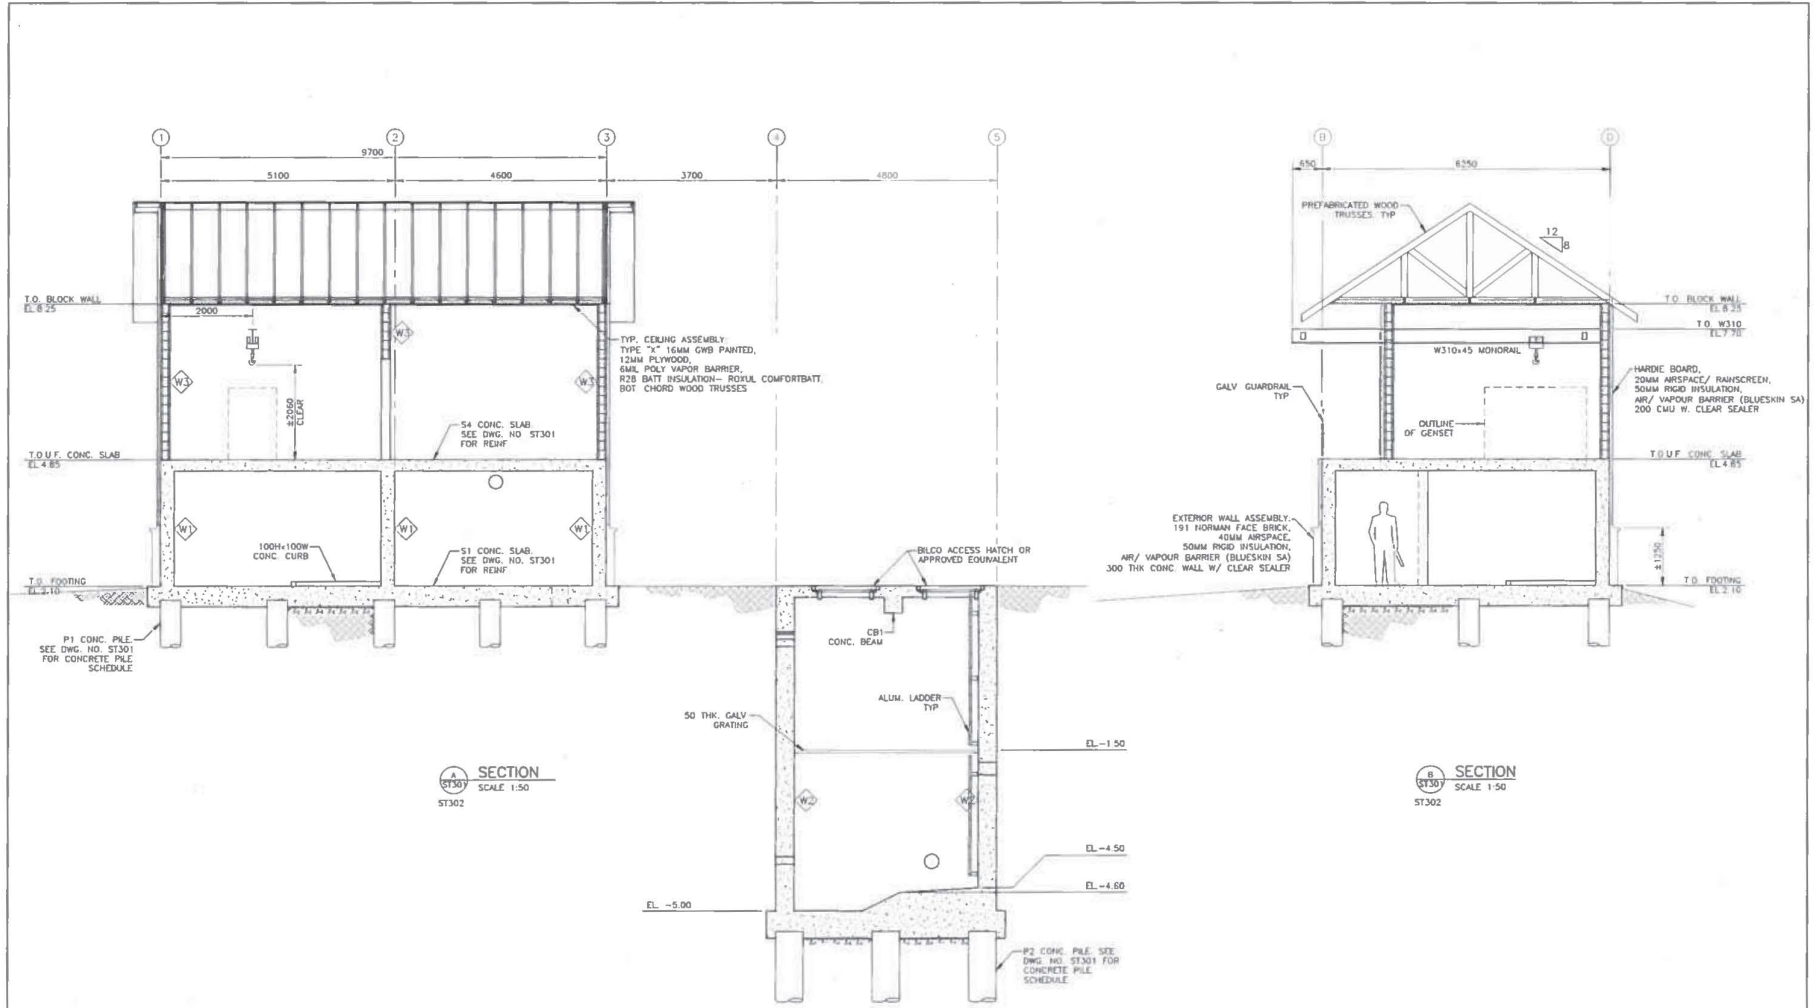 1
2
3
4
5
B
D
9700
5100
4600
3700
4800
650
6250
PREFABRICATED WOOD
TRUSSES. TYP
12
8
T.O. BLOCK WALL
EL.8.25
2000
W3
W3
W3
±2060
CLEAR
TYP. CEILING ASSEMBLY
TYPE "X" 16MM GWB PAINTED,
12MM PLYWOOD,
6MIL POLY VAPOR BARRIER,
R28 BATT INSULATION- ROXUL COMFORTBATT.
BOT CHORD WOOD TRUSSES
S4 CONC. SLAB.
SEE DWG. NO. ST301
FOR REINF
T.O.U.F. CONC. SLAB
EL.4.85
W1
W1
W1
100H×100W
CONC. CURB
S1 CONC. SLAB.
SEE DWG. NO. ST301
FOR REINF
T.O. FOOTING
EL.2.10
P1 CONC. PILE.
SEE DWG. NO. ST301
FOR CONCRETE PILE
SCHEDULE
BILCO ACCESS HATCH OR
APPROVED EQUIVALENT
CB1
CONC. BEAM
ALUM. LADDER
TYP
50 THK. GALV
GRATING
EL.-1.50
W2
W2
EL.-4.50
EL.-4.60
EL. -5.00
P2 CONC. PILE. SEE
DWG. NO. ST301 FOR
CONCRETE PILE
SCHEDULE
A
ST301
SECTION
SCALE 1:50
ST302
T.O BLOCK WALL
EL 8.25
T.O. W310
EL.7.70
W310x45 MONORAIL
GALV GUARDRAIL
TYP
OUTLINE
OF GENSET
HARDIE BOARD,
20MM AIRSPACE/ RAINSCREEN,
50MM RIGID INSULATION,
AIR/ VAPOUR BARRIER (BLUESKIN SA)
200 CMU W. CLEAR SEALER
T.O.U.F. CONC. SLAB
EL.4.85
EXTERIOR WALL ASSEMBLY.
191 NORMAN FACE BRICK,
40MM AIRSPACE,
50MM RIGID INSULATION,
AIR/ VAPOUR BARRIER (BLUESKIN SA)
300 THK CONC. WALL W/ CLEAR SEALER
±1250
T.O. FOOTING
EL.2.10
B
ST301
SECTION
SCALE 1:50
ST302